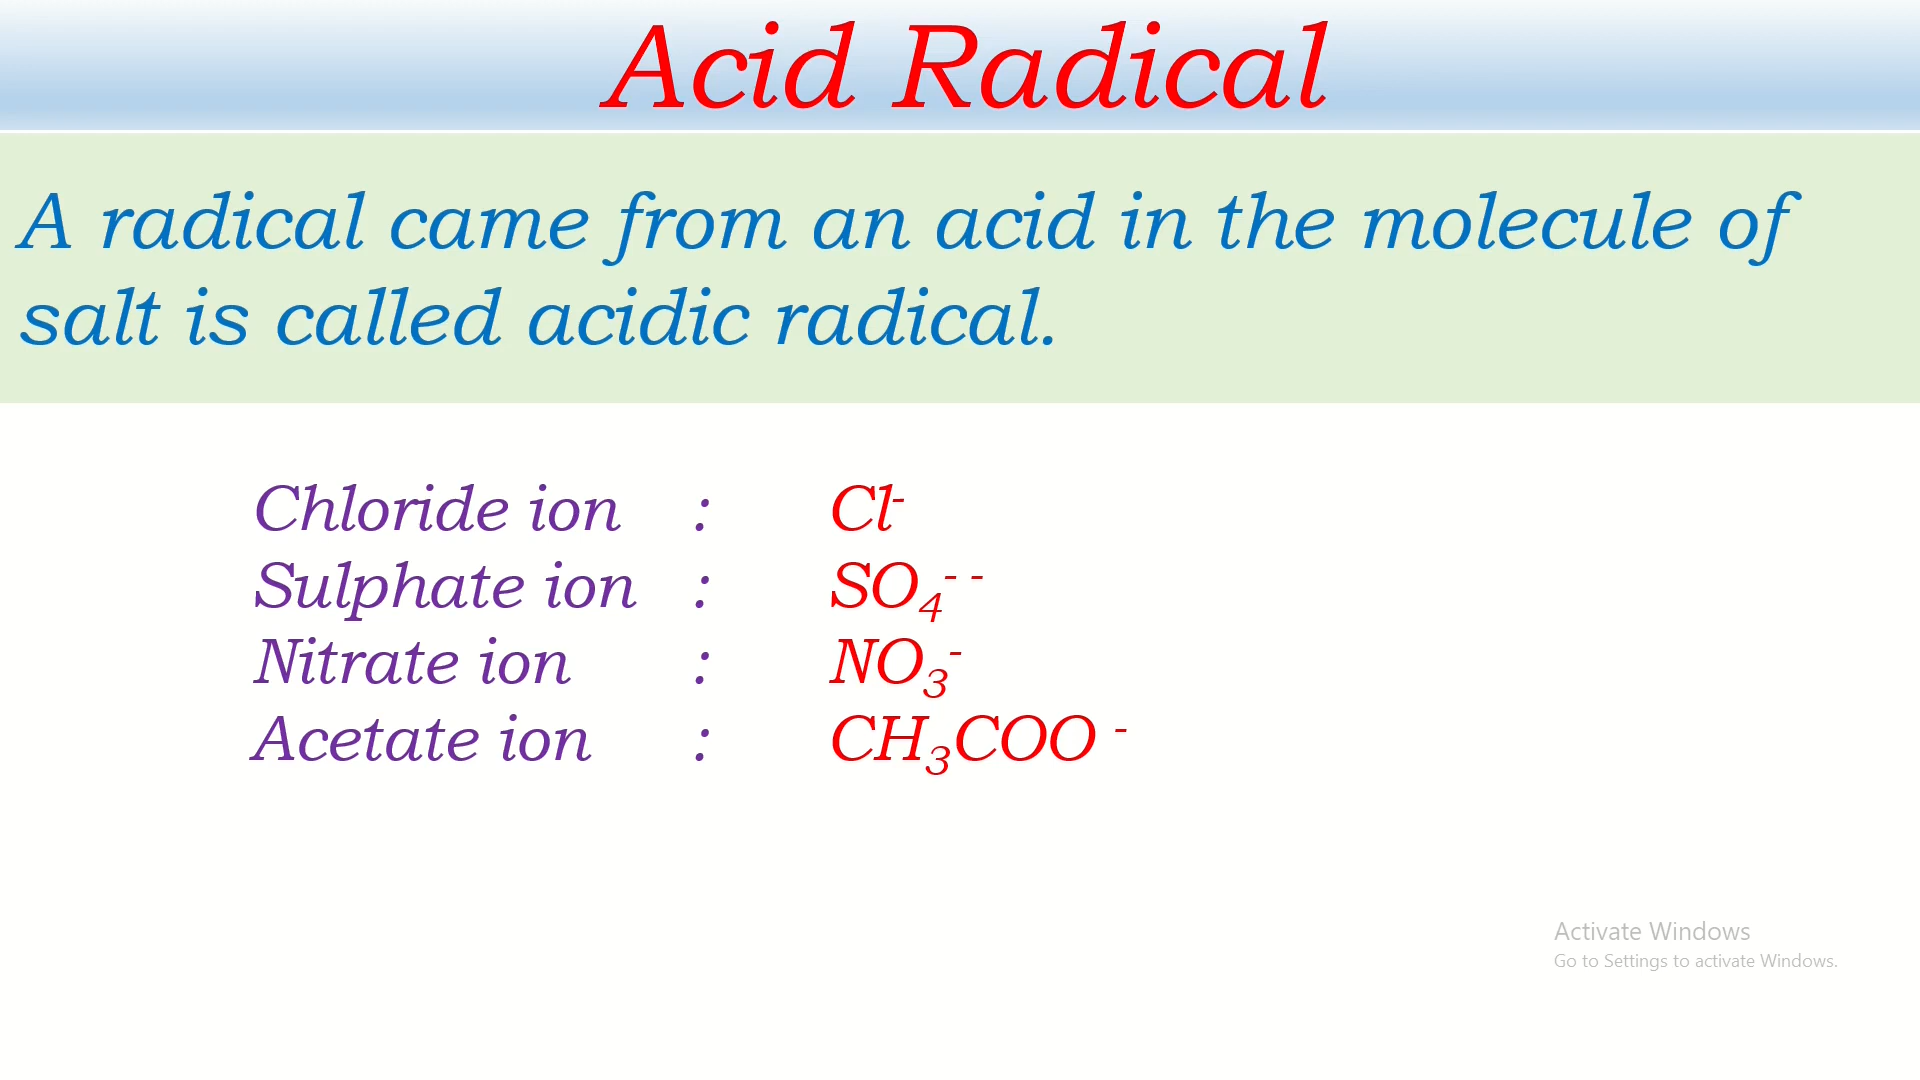 Acid Radical
A radical came from an acid in the molecule of
salt is called acidic radical.
Chloride ion : Cl⁻
Sulphate ion : SO₄⁻ ⁻
Nitrate ion : NO₃⁻
Acetate ion : CH₃COO ⁻
Activate Windows
Go to Settings to activate Windows.